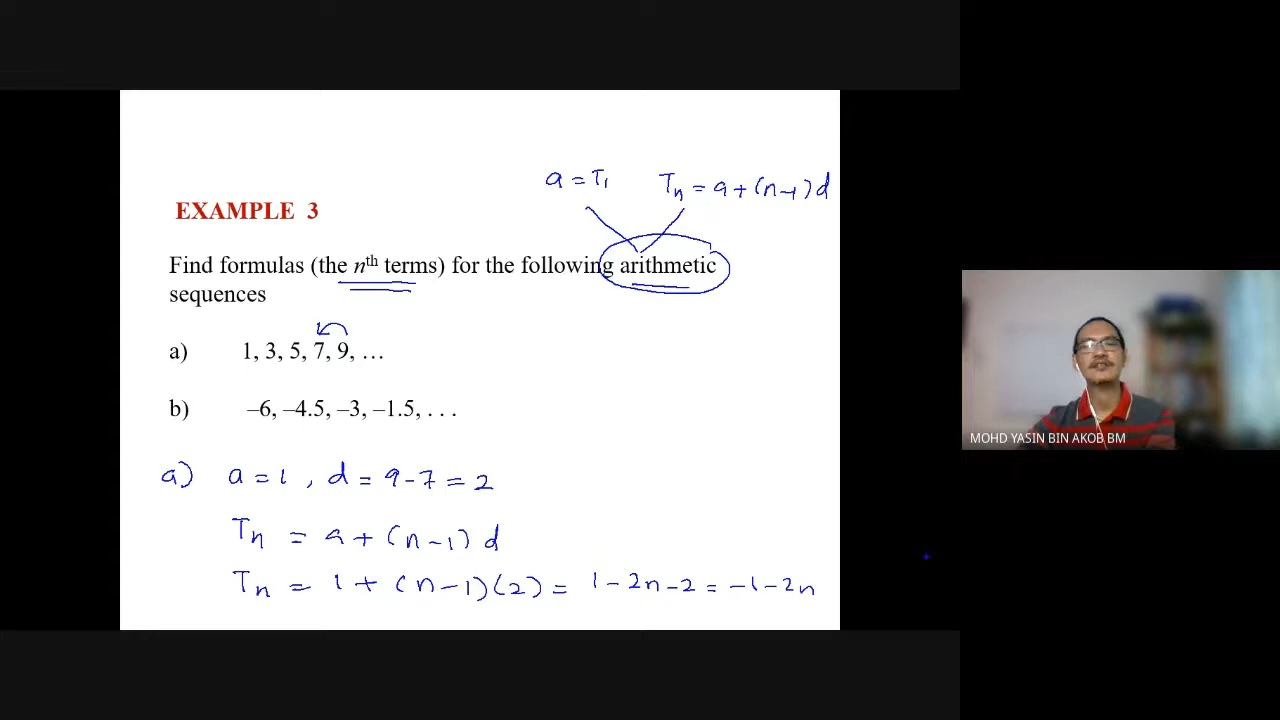 a = T₁ Tₙ = a + (n-1)d
EXAMPLE 3
Find formulas (the nᵗʰ terms) for the following arithmetic
sequences
a) 1, 3, 5, 7, 9, …
b) –6, –4.5, –3, –1.5, . . .
MOHD YASIN BIN AKOB BM
a) a = 1 , d = 9 - 7 = 2
Tₙ = a + (n-1) d
Tₙ = 1 + (n-1)(2) = 1 - 2n - 2 = -1 - 2n